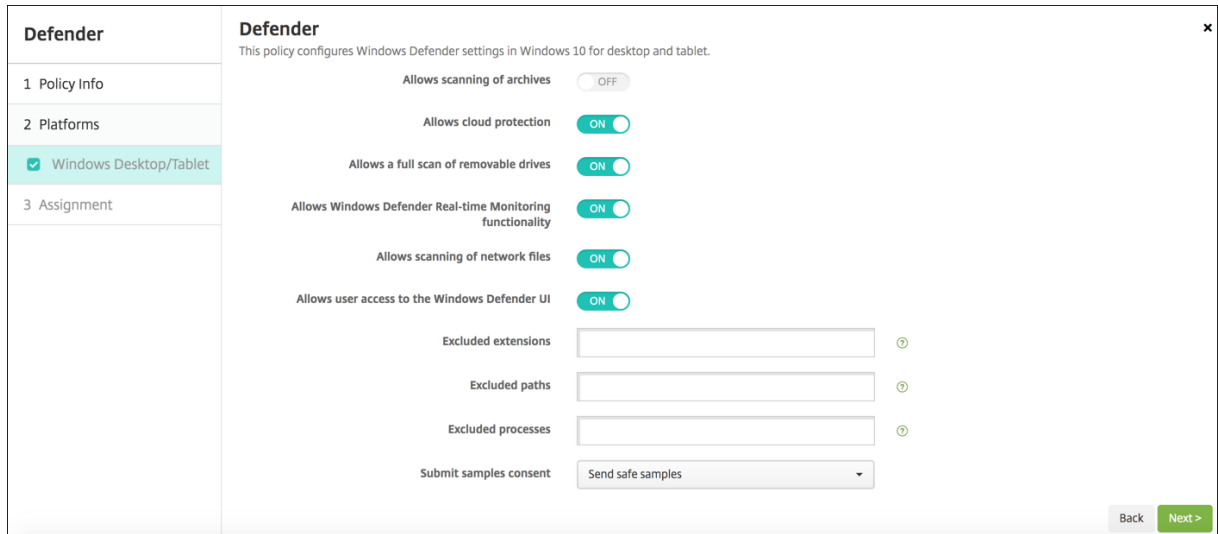 Defender
1 Policy Info
2 Platforms
Windows Desktop/Tablet
3 Assignment
Defender
This policy configures Windows Defender settings in Windows 10 for desktop and tablet.
Allows scanning of archives OFF
Allows cloud protection ON
Allows a full scan of removable drives ON
Allows Windows Defender Real-time Monitoring
functionality ON
Allows scanning of network files ON
Allows user access to the Windows Defender UI ON
Excluded extensions
Excluded paths
Excluded processes
Submit samples consent Send safe samples
Back Next >